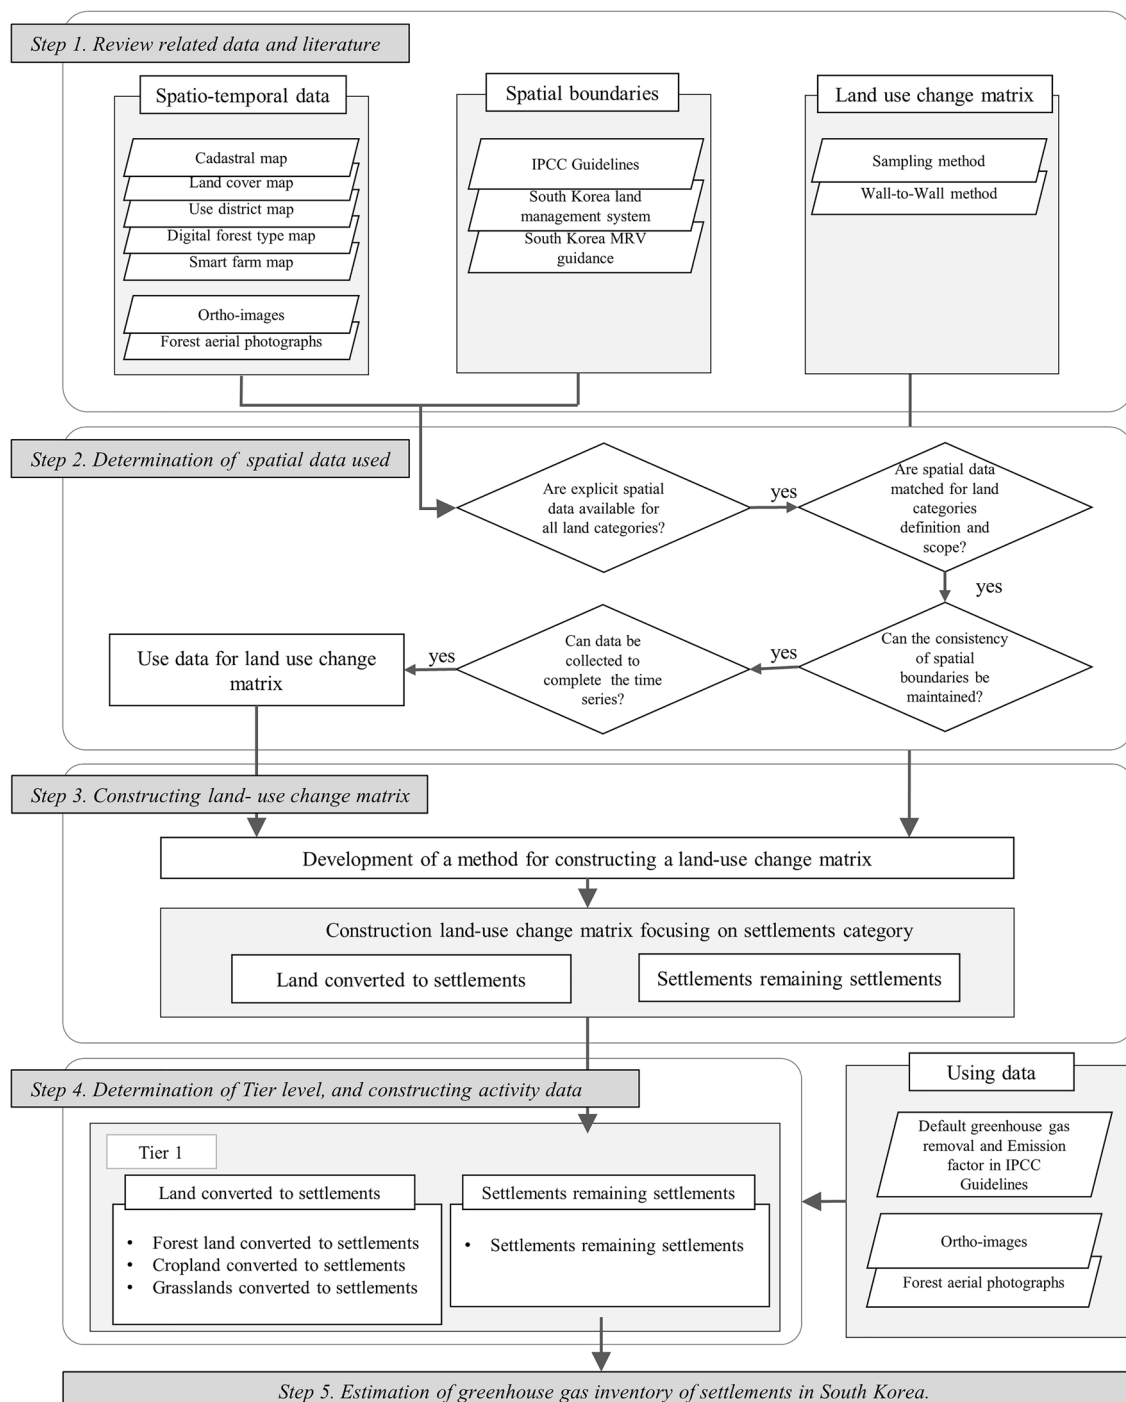 Step 1. Review related data and literature
Spatio-temporal data
Cadastral map
Land cover map
Use district map
Digital forest type map
Smart farm map
Ortho-images
Forest aerial photographs
Spatial boundaries
IPCC Guidelines
South Korea land
management system
South Korea MRV
guidance
Land use change matrix
Sampling method
Wall-to-Wall method
Step 2. Determination of spatial data used
Are explicit spatial
data available for
all land categories?
yes
Are spatial data
matched for land
categories
definition and
scope?
yes
Can the consistency
of spatial
boundaries be
maintained?
yes
Can data be
collected to
complete the time
series?
yes
Use data for land use change
matrix
Step 3. Constructing land- use change matrix
Development of a method for constructing a land-use change matrix
Construction land-use change matrix focusing on settlements category
Land converted to settlements
Settlements remaining settlements
Step 4. Determination of Tier level, and constructing activity data
Tier 1
Land converted to settlements
• Forest land converted to settlements
• Cropland converted to settlements
• Grasslands converted to settlements
Settlements remaining settlements
• Settlements remaining settlements
Using data
Default greenhouse gas
removal and Emission
factor in IPCC
Guidelines
Ortho-images
Forest aerial photographs
Step 5. Estimation of greenhouse gas inventory of settlements in South Korea.